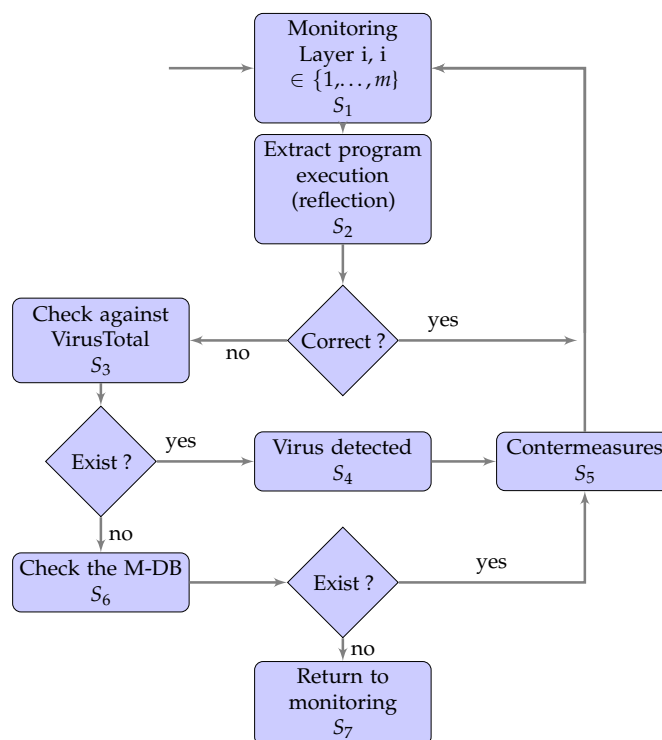 Monitoring
Layer i, i
∈ {1,..., m}
S₁
Extract program
execution
(reflection)
S₂
Check against
VirusTotal
S₃
Correct ?
yes
no
Exist ?
yes
Virus detected
S₄
Contermeasures
S₅
no
Check the M-DB
S₆
Exist ?
yes
no
Return to
monitoring
S₇